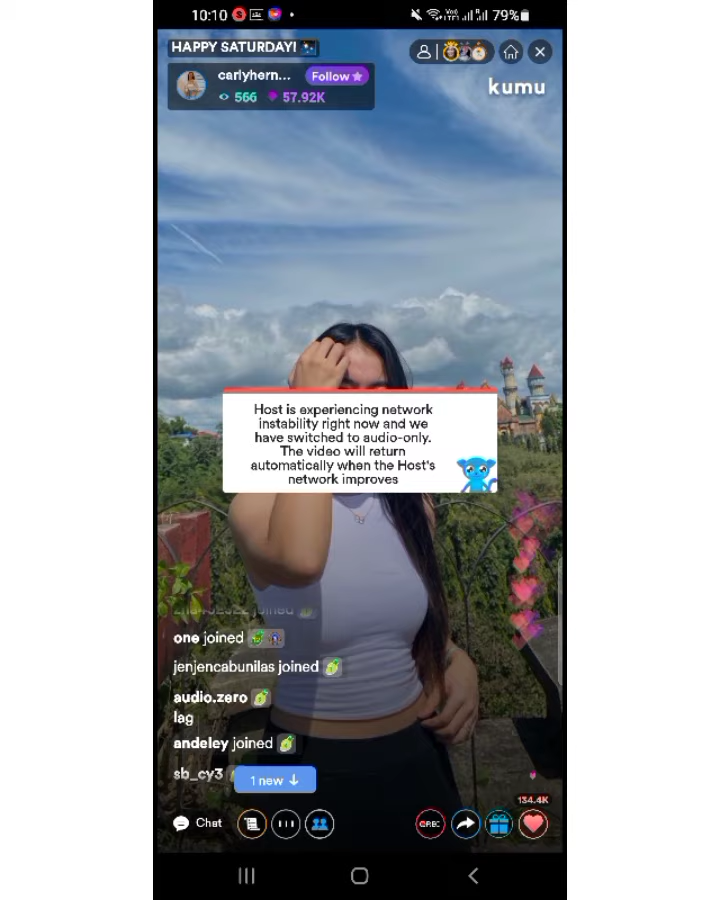 10:10
79%
HAPPY SATURDAY!
carlyhern...
Follow
566
57.92K
kumu
Host is experiencing network
instability right now and we
have switched to audio-only.
The video will return
automatically when the Host's
network improves
joined
one joined
jenjencabunilas joined
audio.zero
lag
andeley joined
sb_cy3
1 new
134.4K
Chat
REC